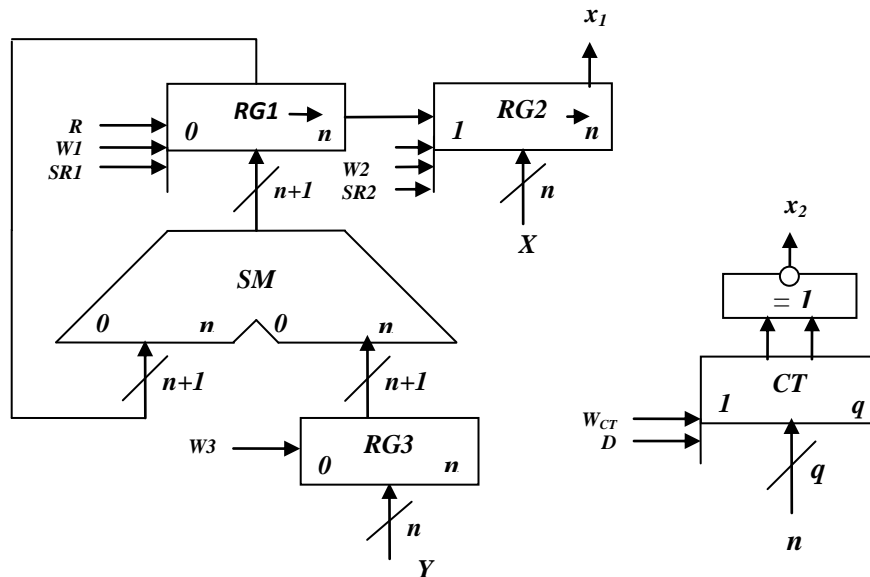 x1
RG1
0 n
R
W1
SR1
RG2
1 n
W2
SR2
n
X
n+1
SM
0 n 0 n
n+1
n+1
W3
RG3
0 n
n
Y
x2
= 1
CT
1 q
WCT
D
q
n